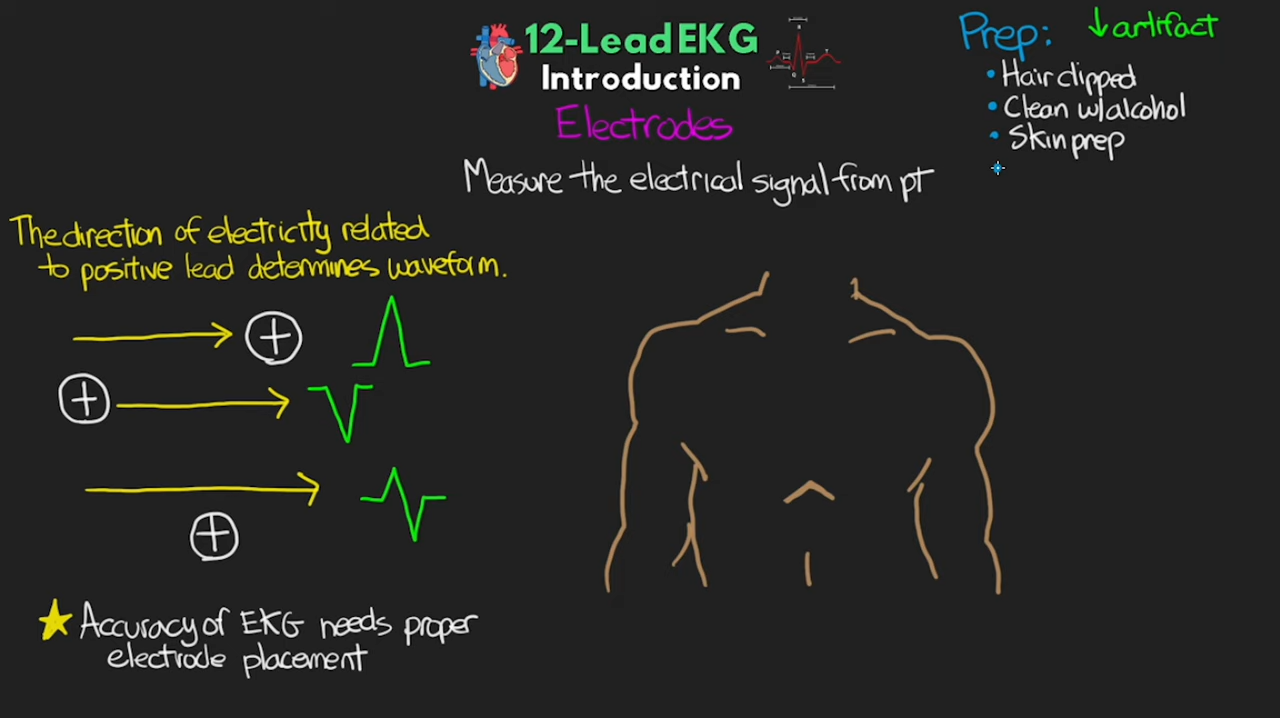 12-Lead EKG
Introduction
Electrodes
Measure the electrical signal from pt
Prep: ↓artifact
• Hair clipped
• Clean w/alcohol
• Skin prep
The direction of electricity related
to positive lead determines waveform.
+
+
+
★ Accuracy of EKG needs proper
electrode placement